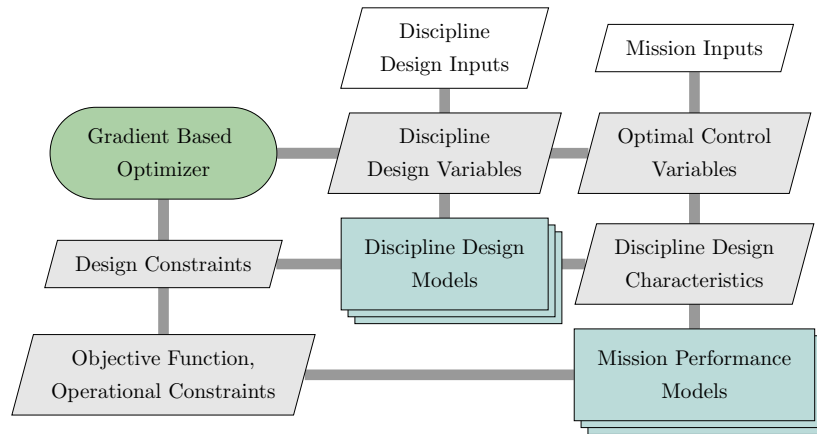 Discipline
Design Inputs
Mission Inputs
Gradient Based
Optimizer
Discipline
Design Variables
Optimal Control
Variables
Design Constraints
Discipline Design
Models
Discipline Design
Characteristics
Objective Function,
Operational Constraints
Mission Performance
Models